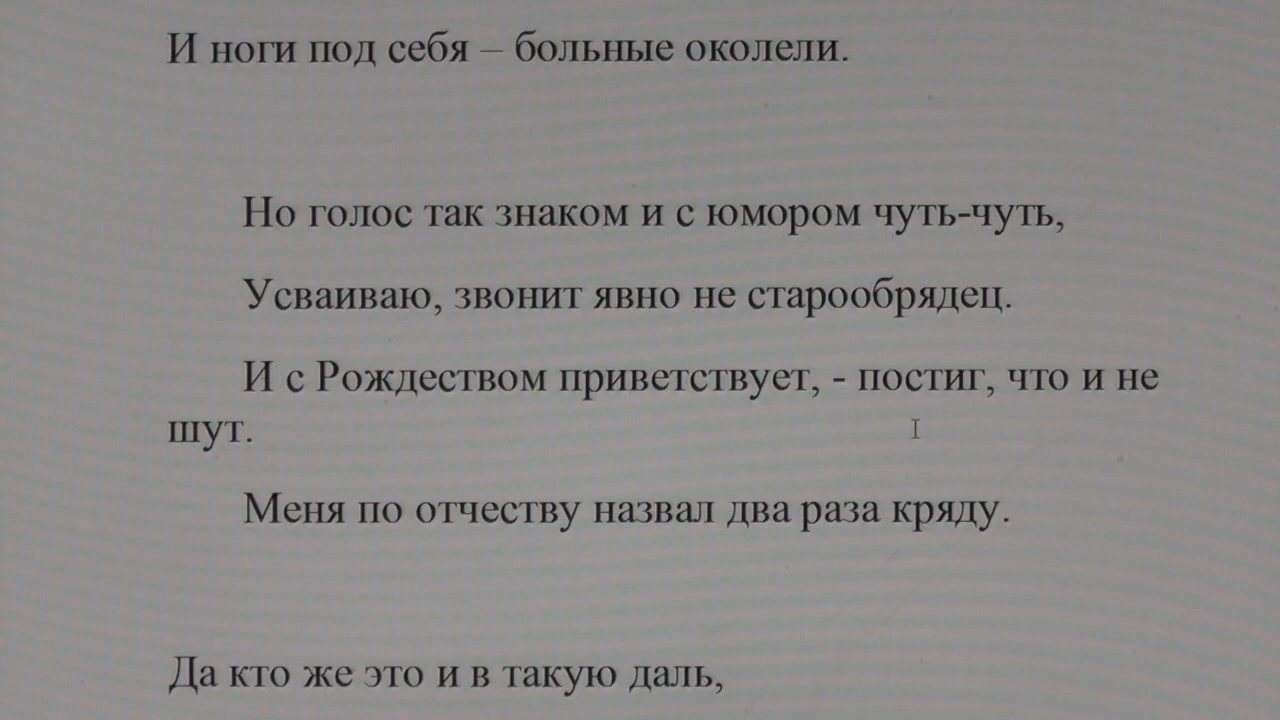 И ноги под себя – больные околели.
Но голос так знаком и с юмором чуть-чуть,
Усваиваю, звонит явно не старообрядец.
И с Рождеством приветствует, - постиг, что и не
шут.
Меня по отчеству назвал два раза кряду.
Да кто же это и в такую даль,